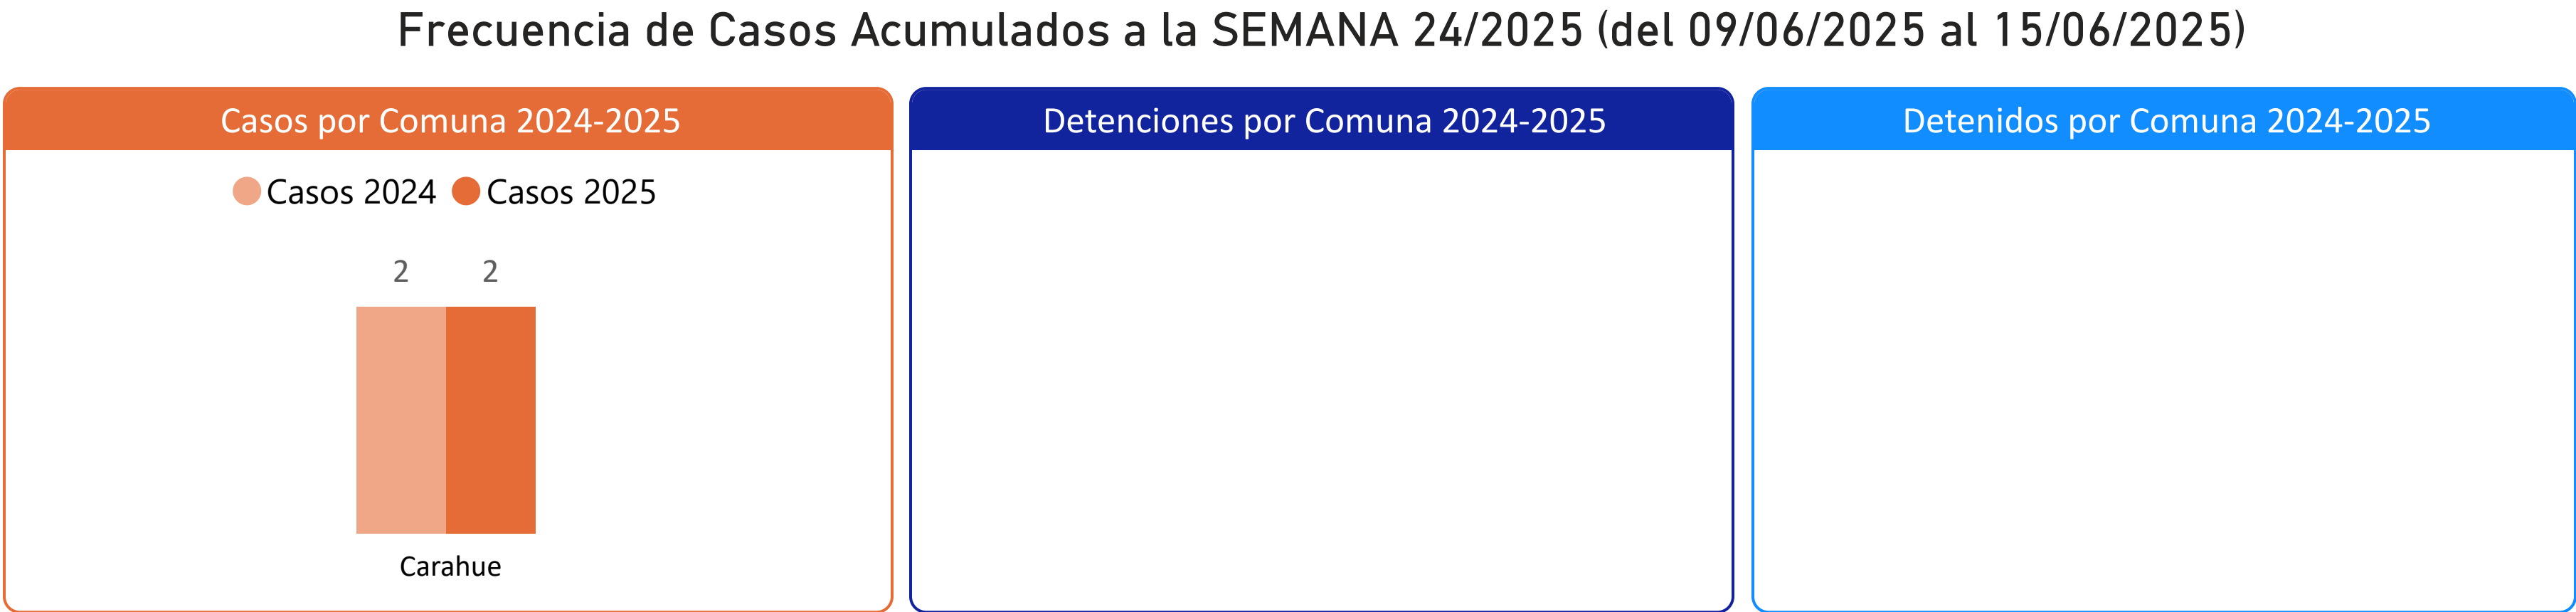 Frecuencia de Casos Acumulados a la SEMANA 24/2025 (del 09/06/2025 al 15/06/2025)
Casos por Comuna 2024-2025
Casos 2024 Casos 2025
2 2
Carahue
Detenciones por Comuna 2024-2025
Detenidos por Comuna 2024-2025